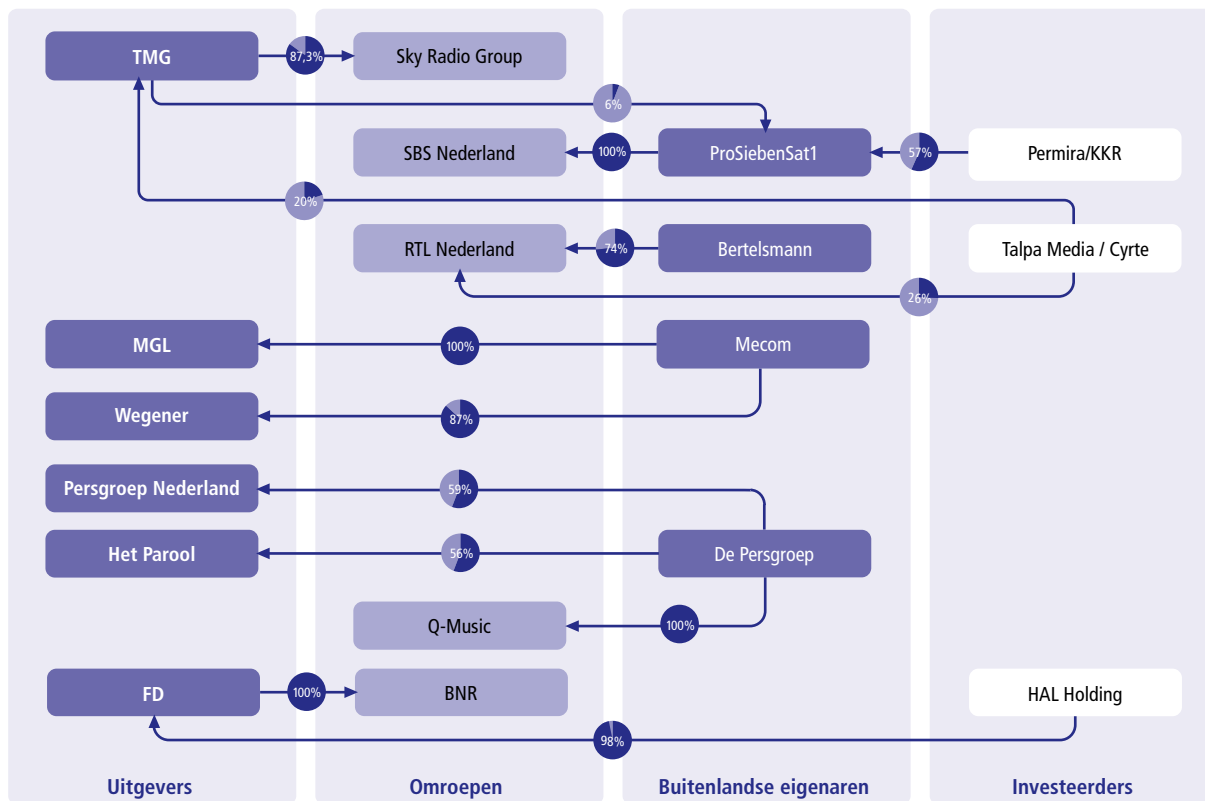 TMG
87,3%
Sky Radio Group
6%
SBS Nederland
100%
ProSiebenSat1
57%
Permira/KKR
20%
RTL Nederland
74%
Bertelsmann
Talpa Media / Cyrte
26%
MGL
100%
Mecom
Wegener
87%
Persgroep Nederland
59%
Het Parool
56%
De Persgroep
Q-Music
100%
FD
100%
BNR
HAL Holding
98%
Uitgevers
Omroepen
Buitenlandse eigenaren
Investeerders